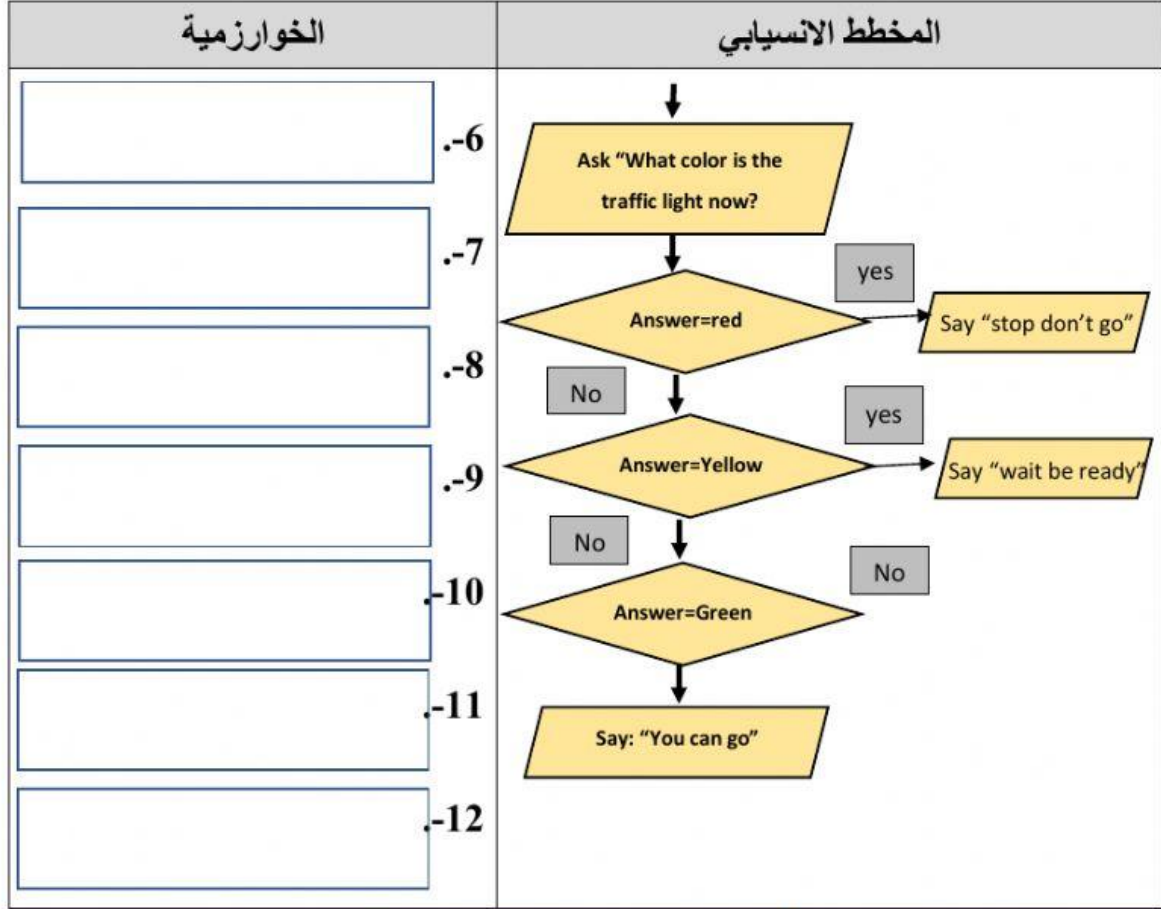 المخطط الانسيابي
الخوارزمية
6-.
7-.
8-.
9-.
10-.
11-.
12-.
Ask “What color is the
traffic light now?
yes
Answer=red
Say “stop don’t go”
No
yes
Answer=Yellow
Say “wait be ready”
No
No
Answer=Green
Say: “You can go”